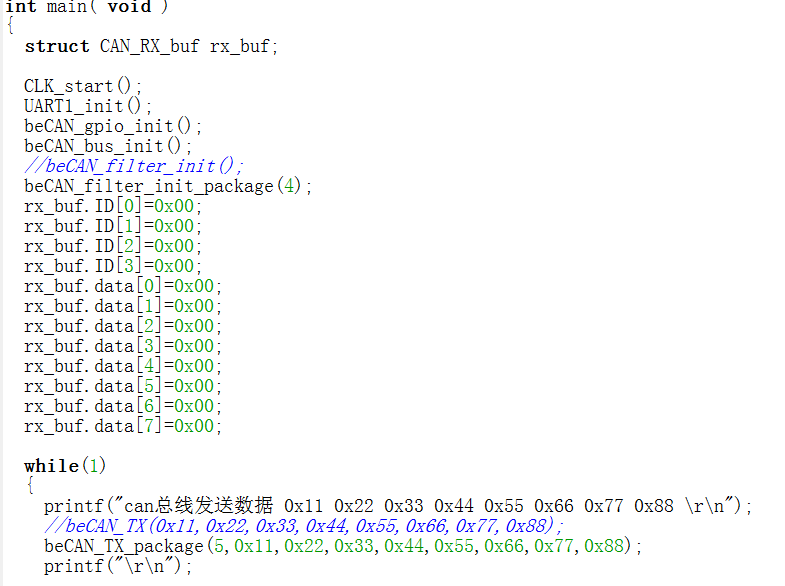 int main( void )
{
struct CAN_RX_buf rx_buf;
CLK_start();
UART1_init();
beCAN_gpio_init();
beCAN_bus_init();
//beCAN_filter_init();
beCAN_filter_init_package(4);
rx_buf.ID[0]=0x00;
rx_buf.ID[1]=0x00;
rx_buf.ID[2]=0x00;
rx_buf.ID[3]=0x00;
rx_buf.data[0]=0x00;
rx_buf.data[1]=0x00;
rx_buf.data[2]=0x00;
rx_buf.data[3]=0x00;
rx_buf.data[4]=0x00;
rx_buf.data[5]=0x00;
rx_buf.data[6]=0x00;
rx_buf.data[7]=0x00;
while(1)
{
printf("can总线发送数据 0x11 0x22 0x33 0x44 0x55 0x66 0x77 0x88 \r\n");
//beCAN_TX(0x11,0x22,0x33,0x44,0x55,0x66,0x77,0x88);
beCAN_TX_package(5,0x11,0x22,0x33,0x44,0x55,0x66,0x77,0x88);
printf("\r\n");